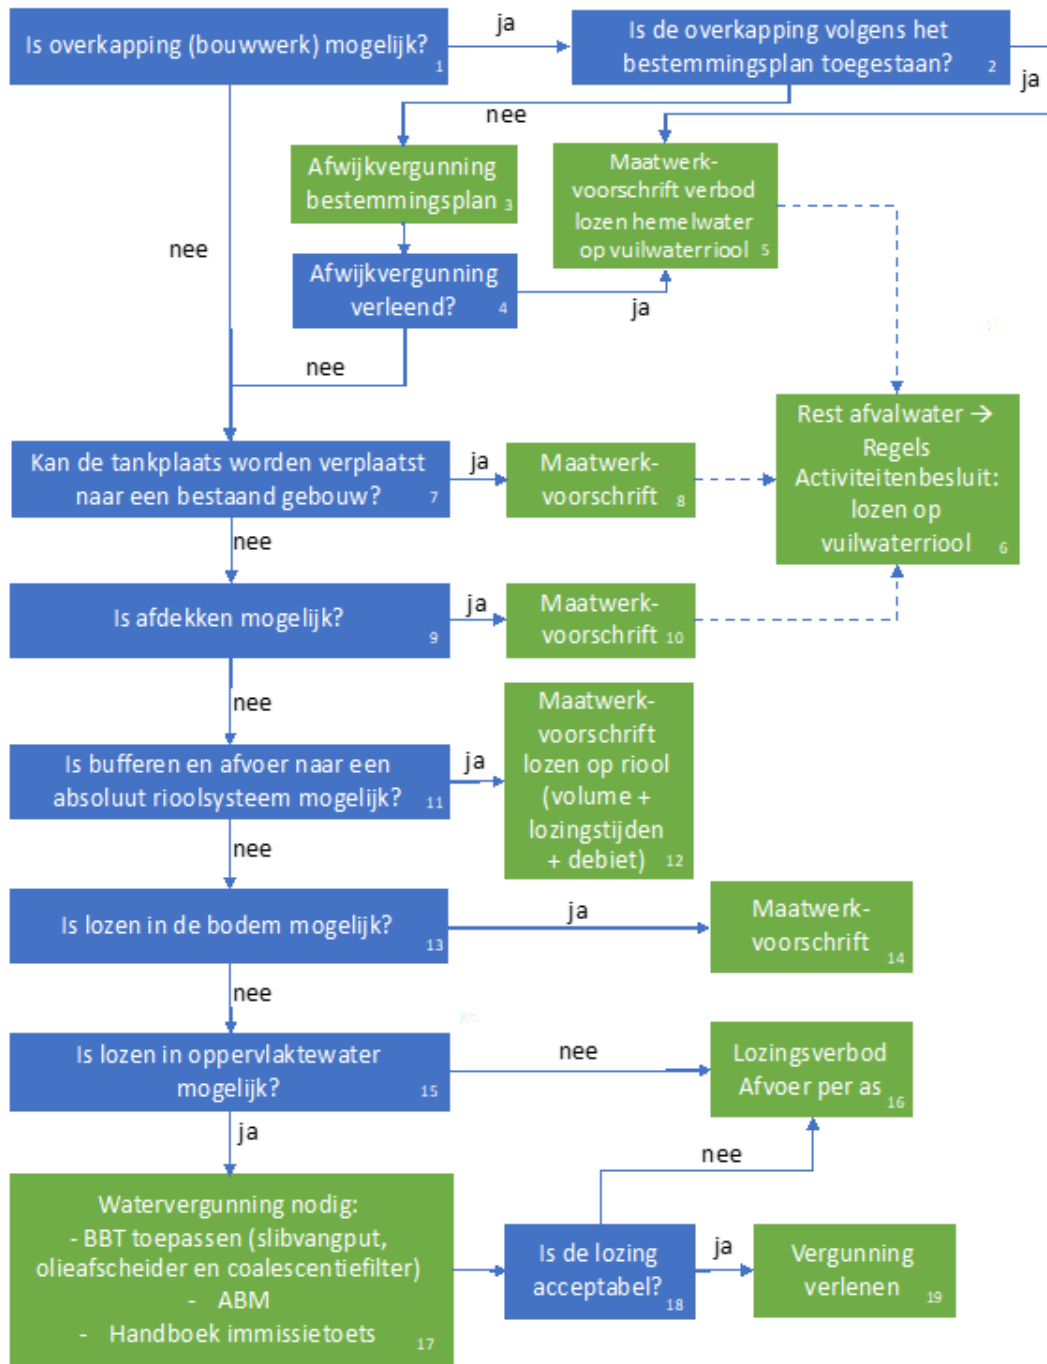 Is overkapping (bouwwerk) mogelijk?
1
ja
Is de overkapping volgens het
bestemmingsplan toegestaan?
2
ja
nee
Afwijkvergunning
bestemmingsplan
3
Maatwerk-
voorschrift verbod
lozen hemelwater
op vuilwaterriool
5
nee
Afwijkvergunning
verleend?
4
ja
nee
Rest afvalwater →
Regels
Activiteitenbesluit:
lozen op
vuilwaterriool
6
Kan de tankplaats worden verplaatst
naar een bestaand gebouw?
7
ja
Maatwerk-
voorschrift
8
nee
Is afdekken mogelijk?
9
ja
Maatwerk-
voorschrift
10
nee
Is bufferen en afvoer naar een
absoluut rioolsysteem mogelijk?
11
ja
Maatwerk-
voorschrift
lozen op riool
(volume +
lozingstijden
+ debiet)
12
nee
Is lozen in de bodem mogelijk?
13
ja
Maatwerk-
voorschrift
14
nee
Is lozen in oppervlaktewater
mogelijk?
15
nee
Lozingsverbod
Afvoer per as
16
ja
nee
Watervergunning nodig:
- BBT toepassen (slibvangput,
olieafscheider en coalescentiefilter)
- ABM
- Handboek immissietoets
17
Is de lozing
acceptabel?
18
ja
Vergunning
verlenen
19